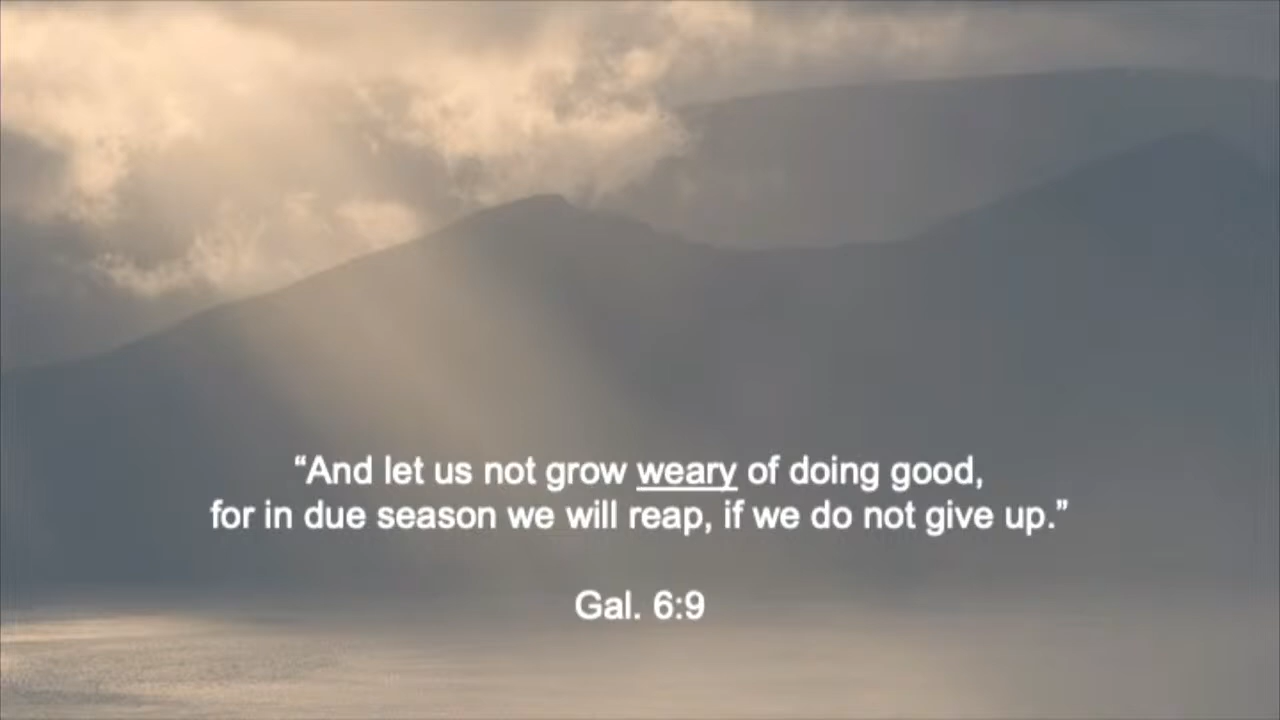 “And let us not grow weary of doing good,
for in due season we will reap, if we do not give up.”
Gal. 6:9